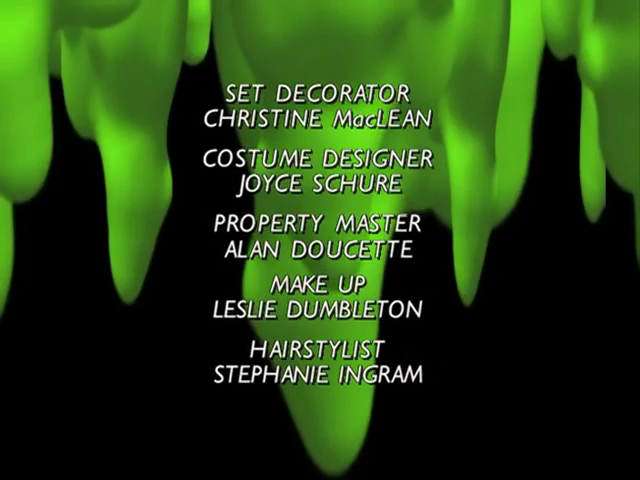 SET DECORATOR
CHRISTINE MacLEAN
COSTUME DESIGNER
JOYCE SCHURE
PROPERTY MASTER
ALAN DOUCETTE
MAKE UP
LESLIE DUMBLETON
HAIRSTYLIST
STEPHANIE INGRAM